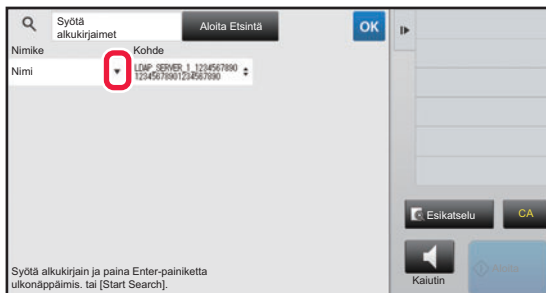 Syötä
alkukirjaimet
Aloita Etsintä
OK
Nimike
Kohde
Nimi
LDAP_SERVER_1_1234567890
12345678901234567890
Esikatselu
CA
Syötä alkukirjain ja paina Enter-painiketta
ulkonäppäimis. tai [Start Search].
Kaiutin
Aloita